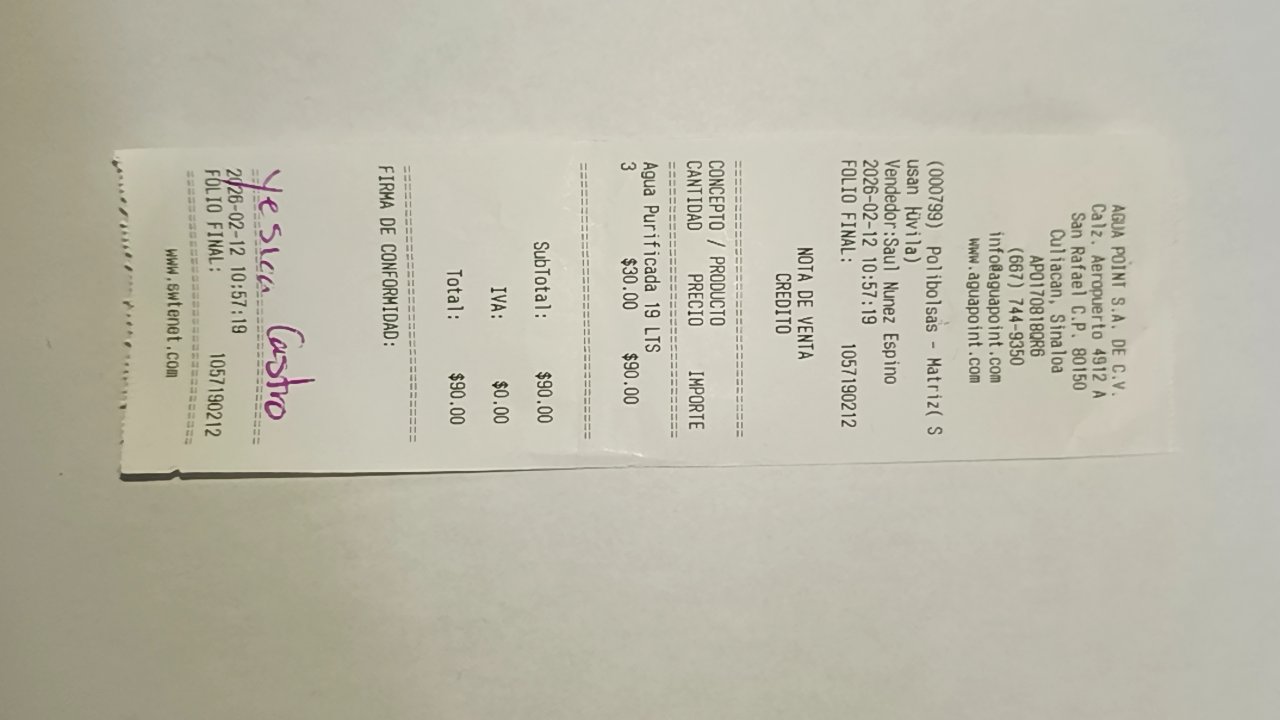 AGUA POINT S.A. DE C.V.
Calz. Aeropuerto 4912 A
San Rafael C.P. 80150
Culiacan, Sinaloa
APO170818QR6
(667) 744-9350
info@aguapoint.com
www.aguapoint.com
(000799) Polibolsas - Matriz( S
usan
Vendedor:Saul Nunez Espino
2026-02-12 10:57:19
FOLIO FINAL: 1057190212
NOTA DE VENTA
CREDITO
==============================
CONCEPTO / PRODUCTO
CANTIDAD PRECIO IMPORTE
==============================
Agua Purificada 19 LTS
3 $30.00 $90.00
==============================
SubTotal: $90.00
IVA: $0.00
Total: $90.00
==============================
FIRMA DE CONFORMIDAD:
Yesica Castro
==============================
2026-02-12 10:57:19
FOLIO FINAL: 1057190212
==============================
www.swtenet.com